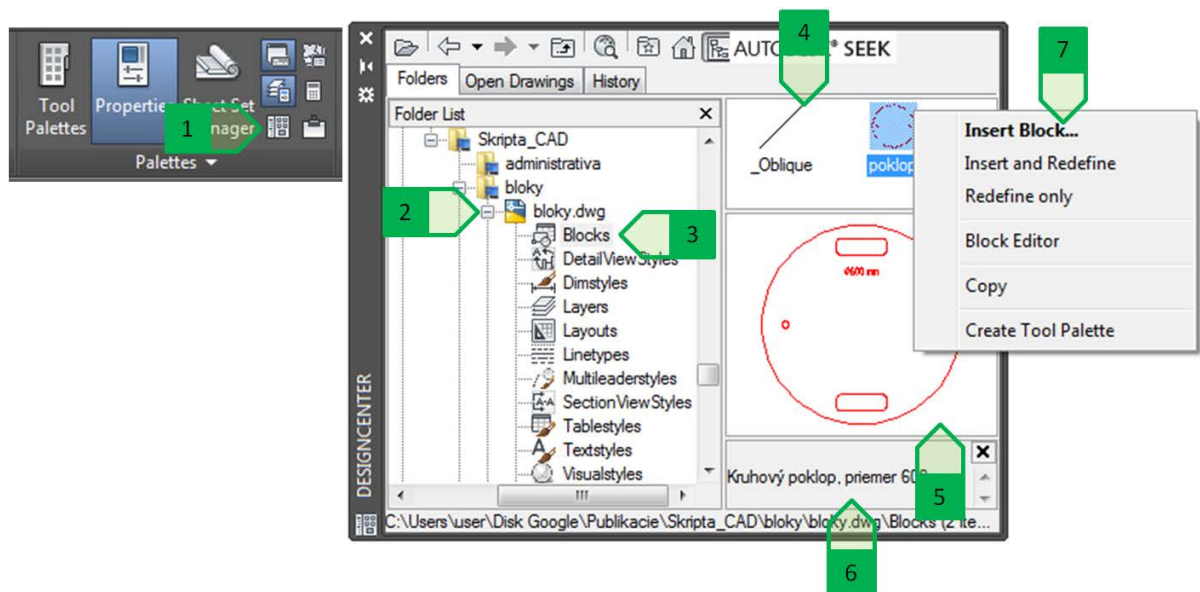 Tool
Palettes
Properties
Sheet Set
Manager
1
Palettes
AUTODESK® SEEK
4
7
Folders
Open Drawings
History
Folder List
Skripta_CAD
administratíva
bloky
2
bloky.dwg
Blocks
3
DetailViewStyles
Dimstyles
Layers
Layouts
Linetypes
Multileaderstyles
SectionViewStyles
Tablestyles
Textstyles
Visualstyles
DESIGNCENTER
_Oblique
poklop
600 mm
Insert Block...
Insert and Redefine
Redefine only
Block Editor
Copy
Create Tool Palette
Kruhový poklop, priemer
5
C:\Users\user\Disk Google\Publikacie\Skripta_CAD\bloky\bloky.dwg\Blocks (2 ite...
6